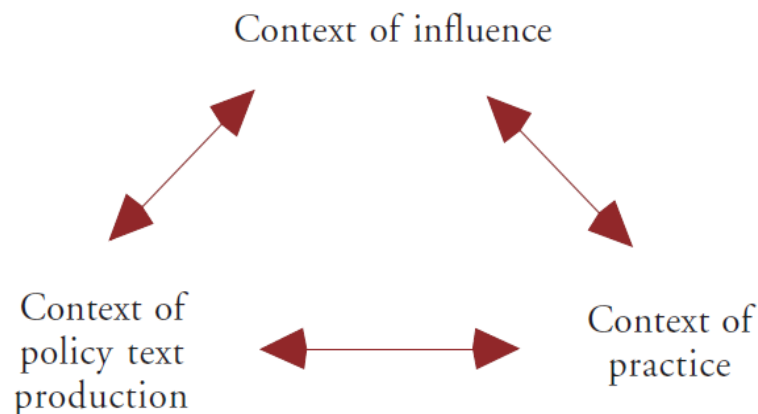 Context of influence
Context of
policy text
production
Context of
practice